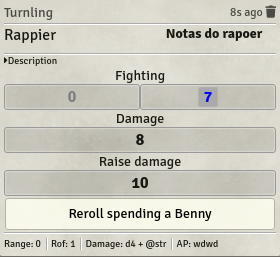 Turnling 8s ago
Rappier Notas do rapoer
Description
Fighting
0 7
Damage
8
Raise damage
10
Reroll spending a Benny
Range: 0 Rof: 1 Damage: d4 + @str AP: wdwd